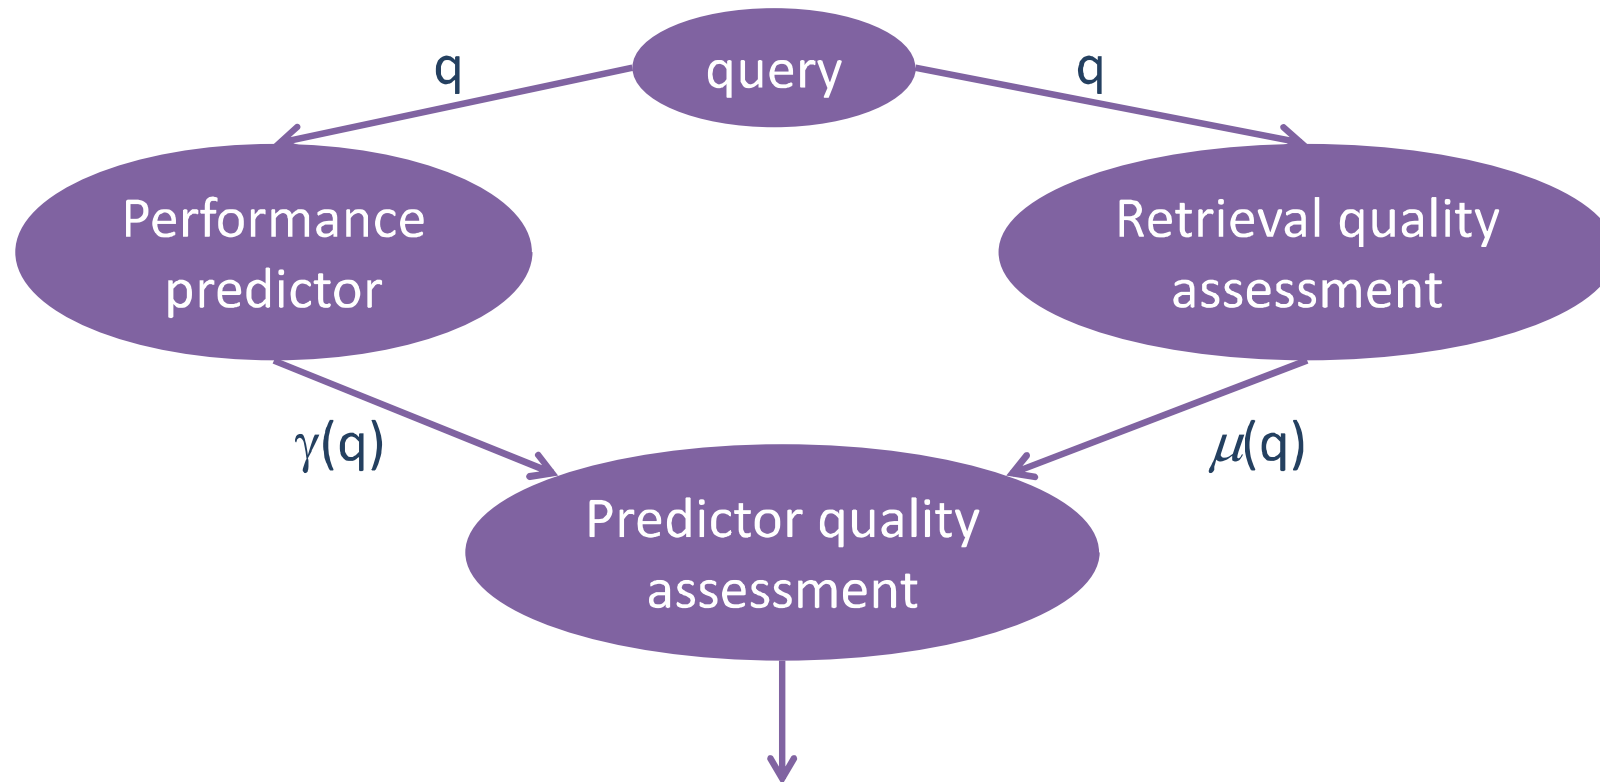 query
q
q
Performance
predictor
Retrieval quality
assessment
γ(q)
μ(q)
Predictor quality
assessment